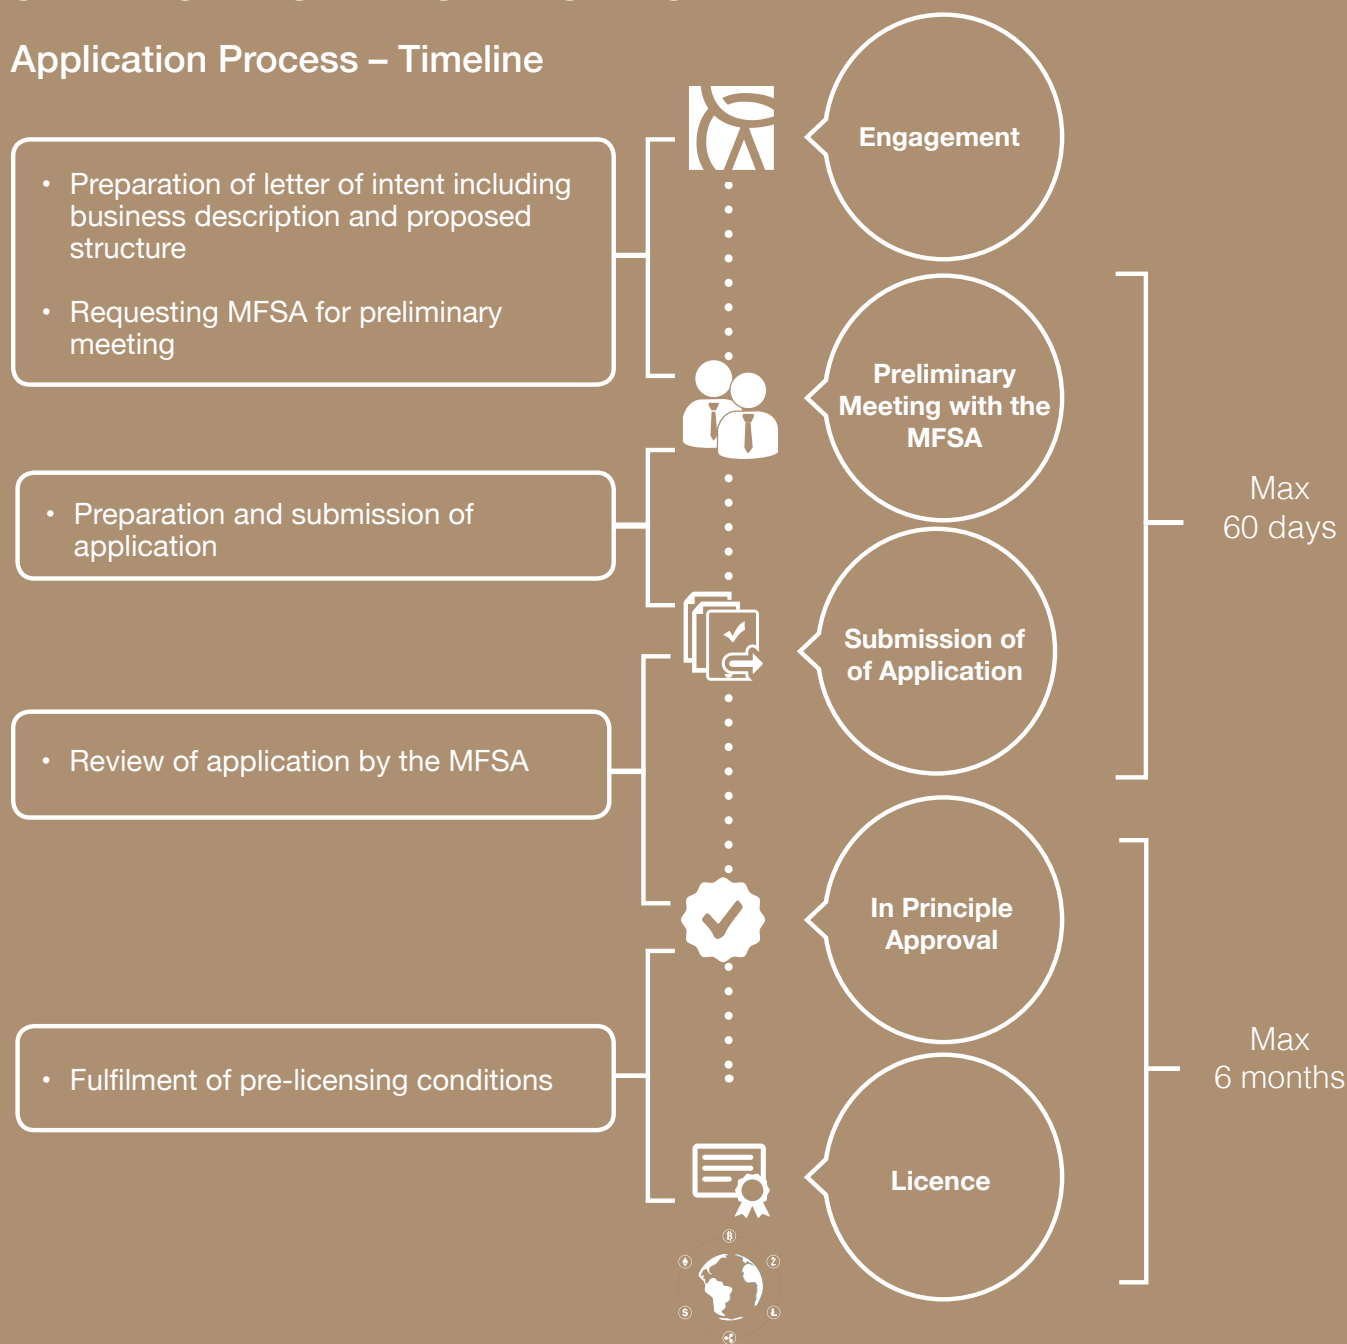 Application Process – Timeline
Engagement
• Preparation of letter of intent including
business description and proposed
structure
• Requesting MFSA for preliminary
meeting
Preliminary
Meeting with the
MFSA
• Preparation and submission of
application
Max
60 days
Submission of
of Application
• Review of application by the MFSA
In Principle
Approval
• Fulfilment of pre-licensing conditions
Max
6 months
Licence